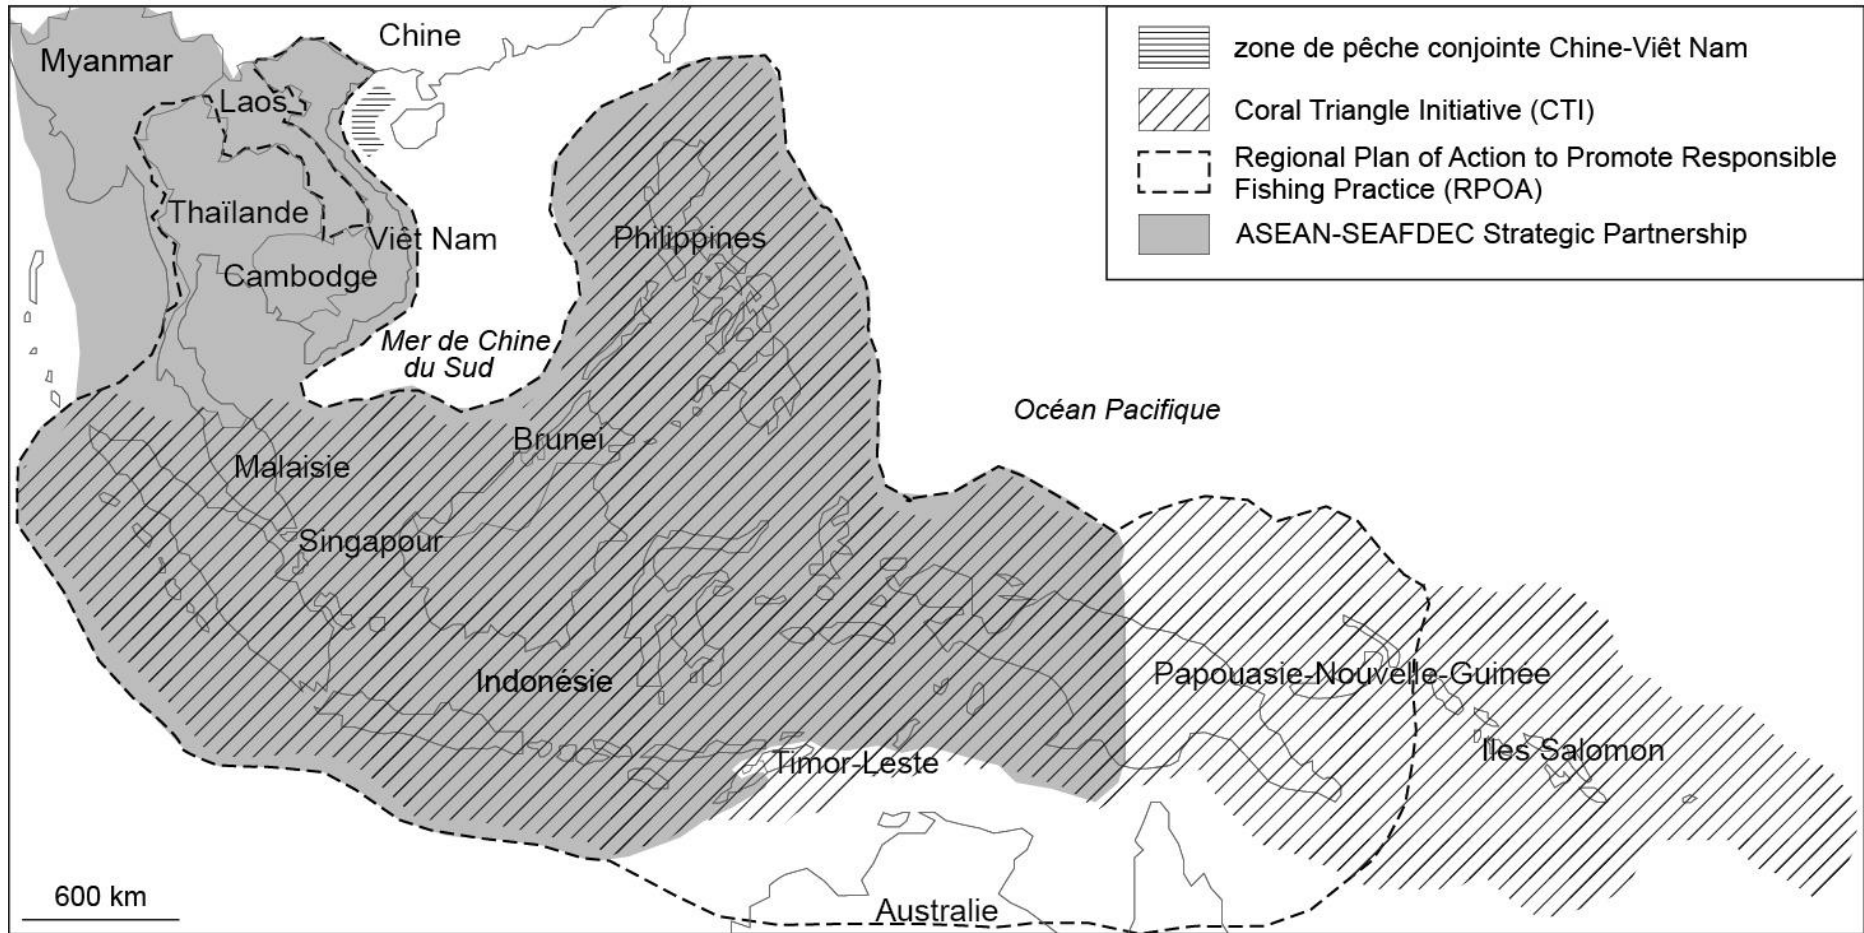 Chine
Myanmar
zone de pêche conjointe Chine-Viêt Nam
Laos
Coral Triangle Initiative (CTI)
Regional Plan of Action to Promote Responsible
Fishing Practice (RPOA)
Thaïlande
Viêt Nam
Philippines
ASEAN-SEAFDEC Strategic Partnership
Cambodge
Mer de Chine
du Sud
Océan Pacifique
Brunei
Malaisie
Singapour
Indonésie
Papouasie-Nouvelle-Guinée
Iles Salomon
Timor-Leste
600 km
Australie